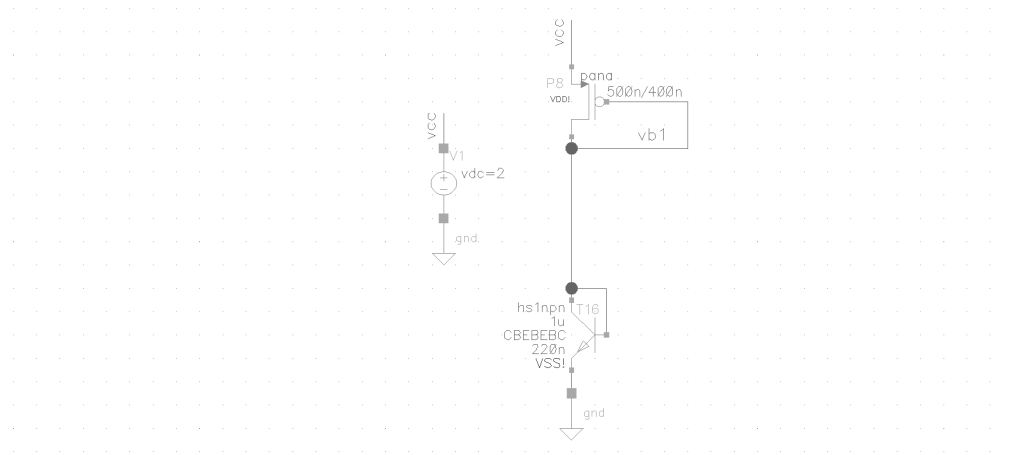 VCC
P8
pana
500n/400n
VDD!
vb1
VCC
V1
vdc=2
gnd
hs1npn
T16
1u
CBEBEBC
220n
VSS!
gnd